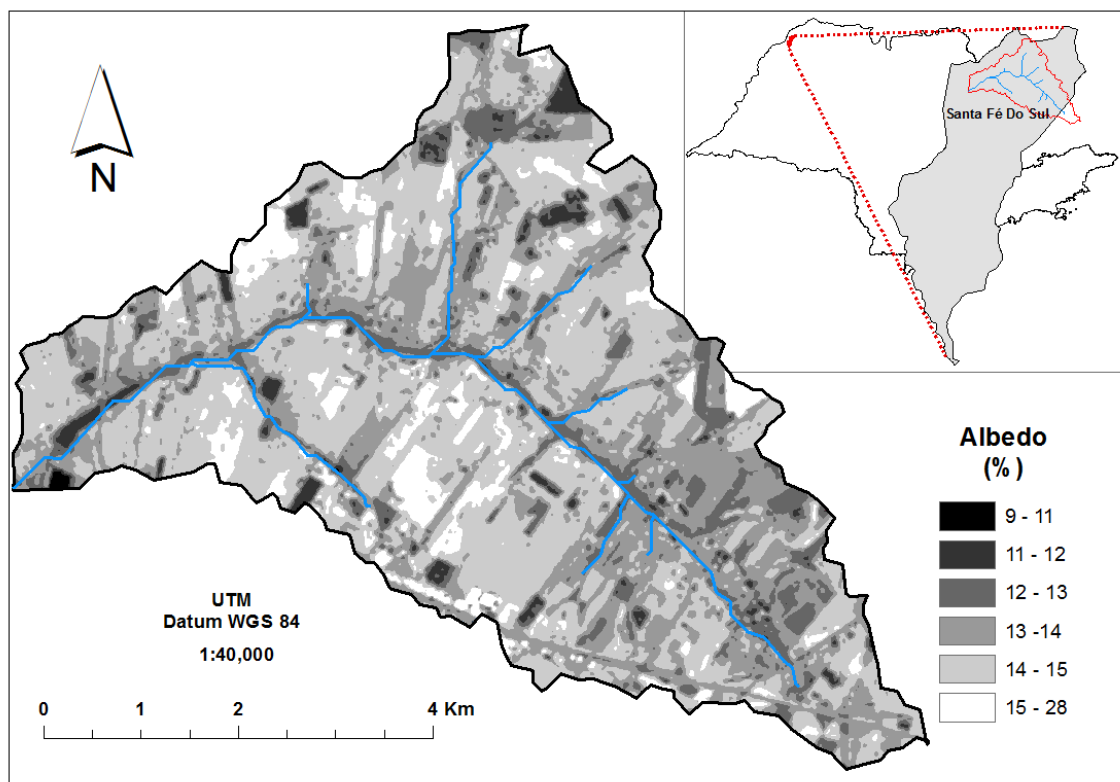 N
Santa Fé Do Sul
Albedo
(% )
9 - 11
11 - 12
12 - 13
13 -14
14 - 15
15 - 28
UTM
Datum WGS 84
1:40,000
0 1 2 4 Km